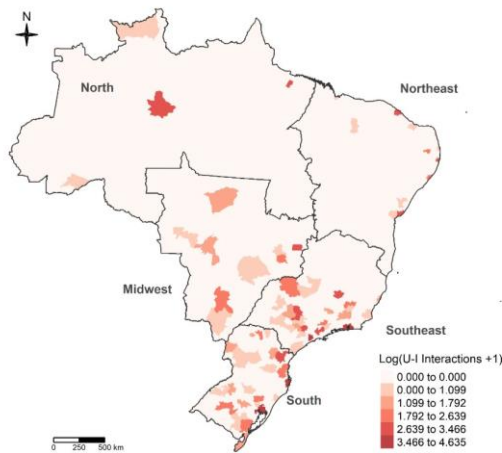 N
North
Northeast
Midwest
Southeast
South
Log(U-I Interactions +1)
0.000 to 0.000
0.000 to 1.099
1.099 to 1.792
1.792 to 2.639
2.639 to 3.466
3.466 to 4.635
0 250 500 km